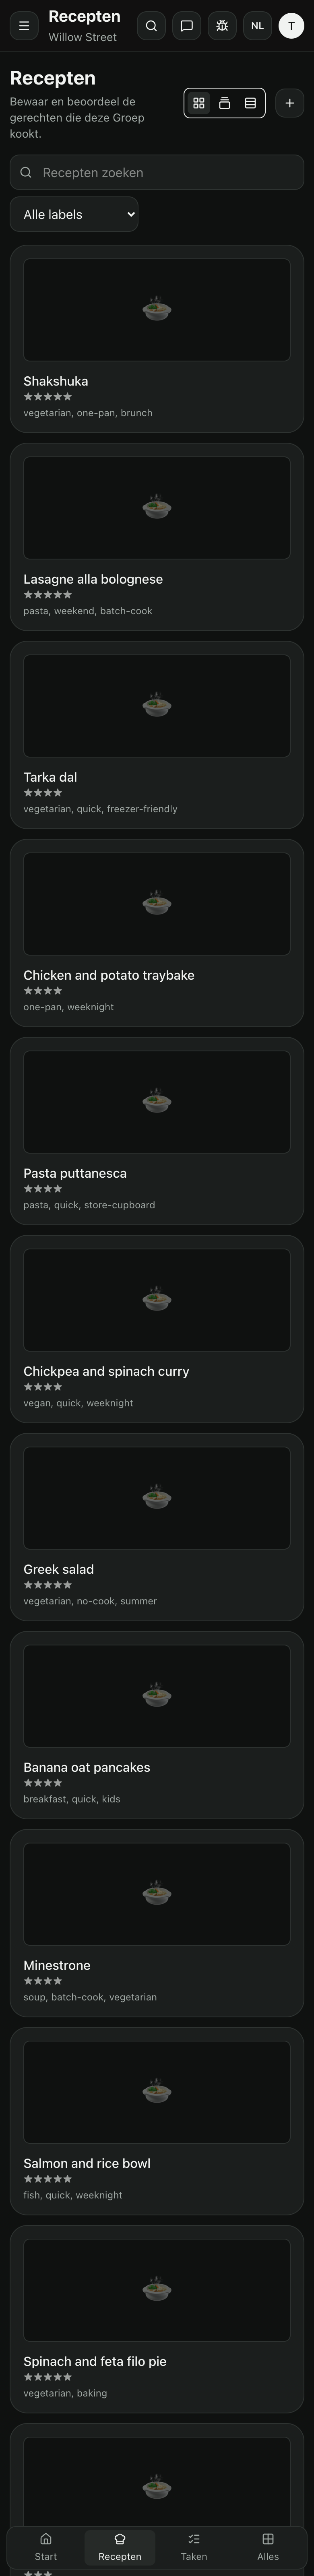 Recepten
Willow Street
NL
T
Recepten
Bewaar en beoordeel de
gerechten die deze Groep
kookt.
Recepten zoeken
Alle labels
Shakshuka
★★★★★
vegetarian, one-pan, brunch
Lasagne alla bolognese
★★★★★
pasta, weekend, batch-cook
Tarka dal
★★★★
vegetarian, quick, freezer-friendly
Chicken and potato traybake
★★★★
one-pan, weeknight
Pasta puttanesca
★★★★
pasta, quick, store-cupboard
Chickpea and spinach curry
★★★★
vegan, quick, weeknight
Greek salad
★★★★★
vegetarian, no-cook, summer
Banana oat pancakes
★★★★
breakfast, quick, kids
Minestrone
★★★★
soup, batch-cook, vegetarian
Salmon and rice bowl
★★★★★
fish, quick, weeknight
Spinach and feta filo pie
★★★★★
vegetarian, baking
Start
Recepten
Taken
Alles